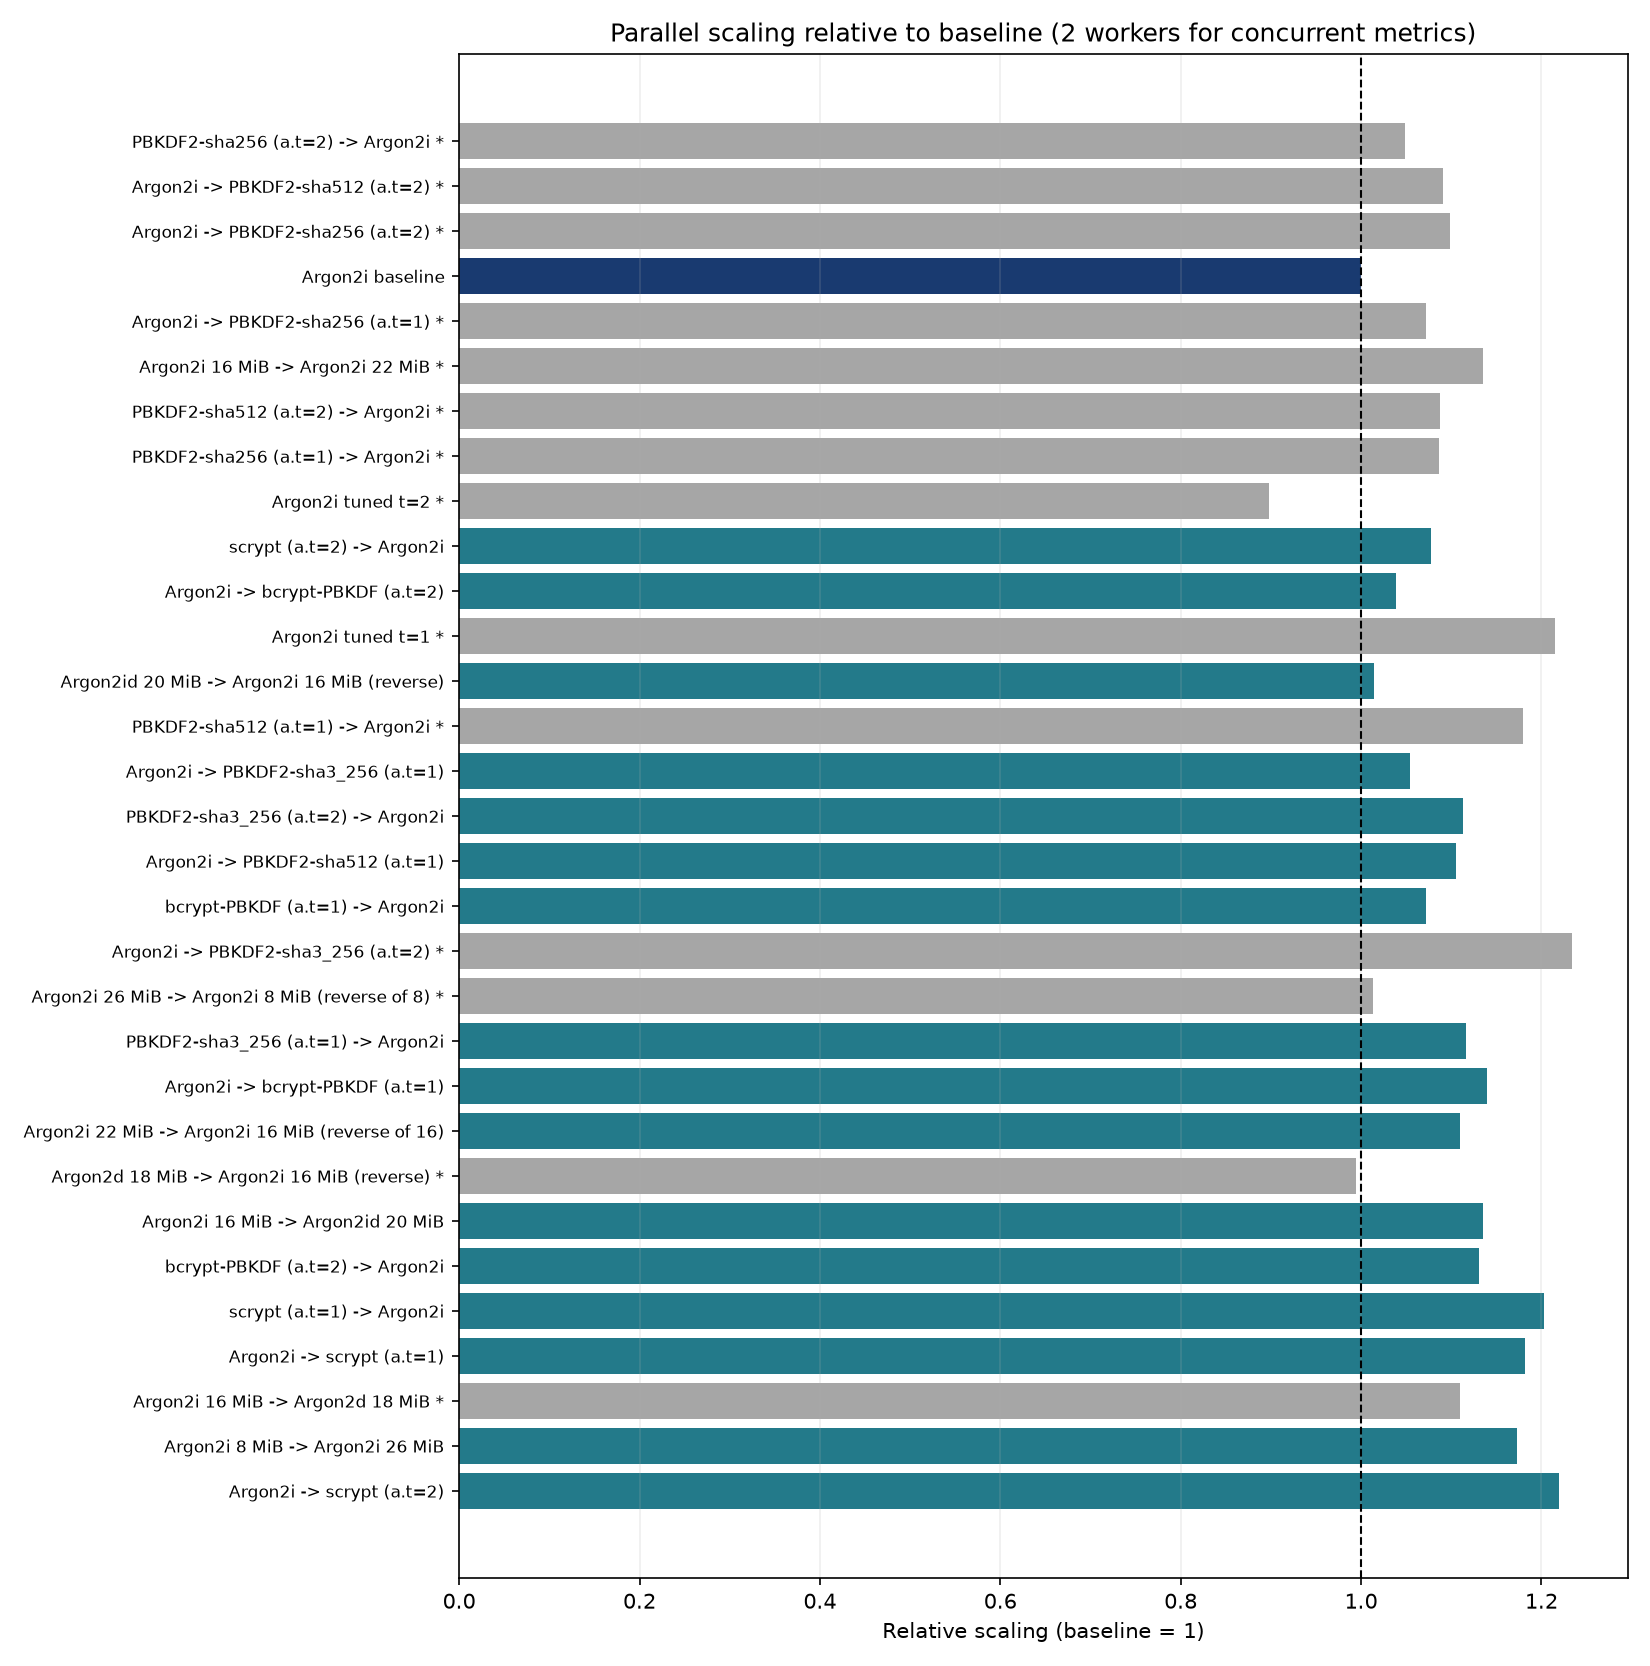 Parallel scaling relative to baseline (2 workers for concurrent metrics)
PBKDF2-sha256 (a.t=2) -> Argon2i *
Argon2i -> PBKDF2-sha512 (a.t=2) *
Argon2i -> PBKDF2-sha256 (a.t=2) *
Argon2i baseline
Argon2i -> PBKDF2-sha256 (a.t=1) *
Argon2i 16 MiB -> Argon2i 22 MiB *
PBKDF2-sha512 (a.t=2) -> Argon2i *
PBKDF2-sha256 (a.t=1) -> Argon2i *
Argon2i tuned t=2 *
scrypt (a.t=2) -> Argon2i
Argon2i -> bcrypt-PBKDF (a.t=2)
Argon2i tuned t=1 *
Argon2id 20 MiB -> Argon2i 16 MiB (reverse)
PBKDF2-sha512 (a.t=1) -> Argon2i *
Argon2i -> PBKDF2-sha3_256 (a.t=1)
PBKDF2-sha3_256 (a.t=2) -> Argon2i
Argon2i -> PBKDF2-sha512 (a.t=1)
bcrypt-PBKDF (a.t=1) -> Argon2i
Argon2i -> PBKDF2-sha3_256 (a.t=2) *
Argon2i 26 MiB -> Argon2i 8 MiB (reverse of 8) *
PBKDF2-sha3_256 (a.t=1) -> Argon2i
Argon2i -> bcrypt-PBKDF (a.t=1)
Argon2i 22 MiB -> Argon2i 16 MiB (reverse of 16)
Argon2d 18 MiB -> Argon2i 16 MiB (reverse) *
Argon2i 16 MiB -> Argon2id 20 MiB
bcrypt-PBKDF (a.t=2) -> Argon2i
scrypt (a.t=1) -> Argon2i
Argon2i -> scrypt (a.t=1)
Argon2i 16 MiB -> Argon2d 18 MiB *
Argon2i 8 MiB -> Argon2i 26 MiB
Argon2i -> scrypt (a.t=2)
0.0 0.2 0.4 0.6 0.8 1.0 1.2
Relative scaling (baseline = 1)